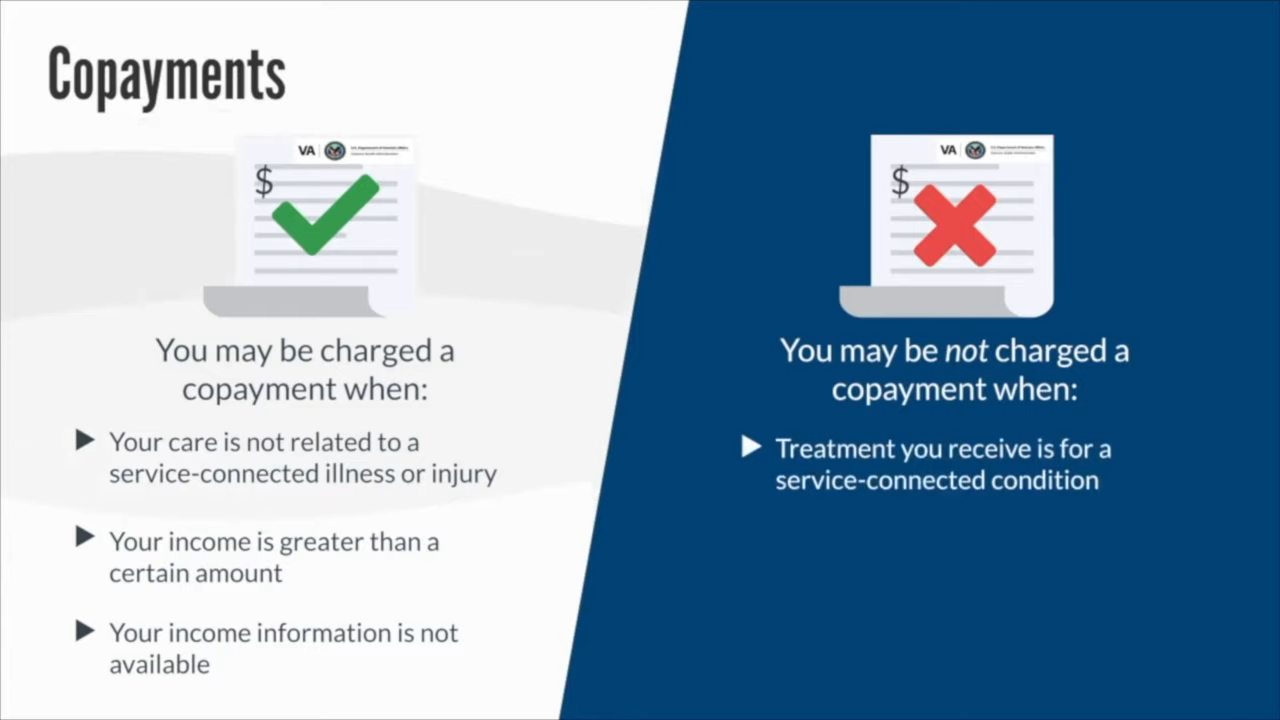 Copayments
VA
$
You may be charged a
copayment when:
Your care is not related to a
service-connected illness or injury
Your income is greater than a
certain amount
Your income information is not
available
VA
$
You may be not charged a
copayment when:
Treatment you receive is for a
service-connected condition